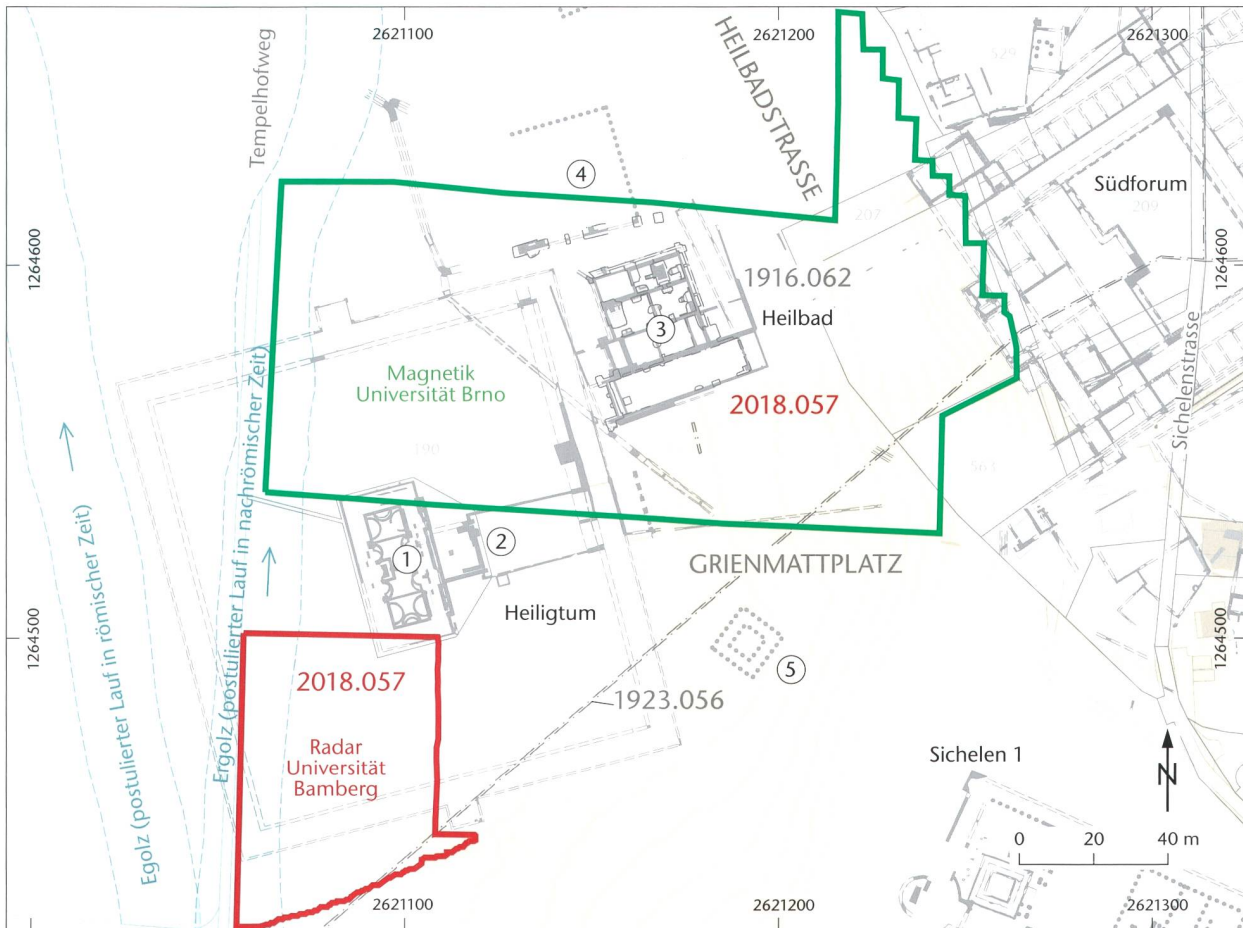 2621100
2621200
2621300
Tempelhofweg
HEILBADSTRASSE
529
4
Südforum
209
207
1264600
1264600
1916.062
Heilbad
3
Magnetik
Universität Brno
2018.057
190
Sichelenstrasse
563
1
2
GRIENMATTPLATZ
Heiligtum
1264500
1264500
Egolz (postulierter Lauf in römischer Zeit)
Ergolz (postulierter Lauf in nachrömischer Zeit)
5
2018.057
1923.056
Radar
Universität
Bamberg
Sichelen 1
N
0 20 40 m
2621100
2621200
2621300